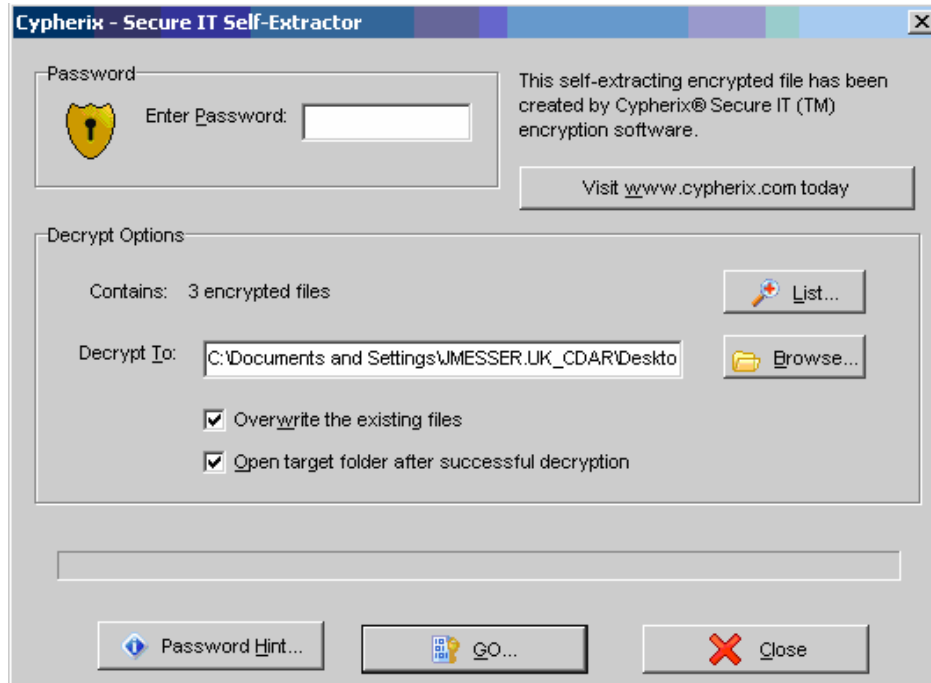 Cypherix - Secure IT Self-Extractor
Password
Enter Password:
This self-extracting encrypted file has been
created by Cypherix® Secure IT (TM)
encryption software.
Visit www.cypherix.com today
Decrypt Options
Contains: 3 encrypted files
List...
Decrypt To: C:\Documents and Settings\JMESSER.UK_CDAR\Deskto
Browse...
Overwrite the existing files
Open target folder after successful decryption
Password Hint...
GO...
Close